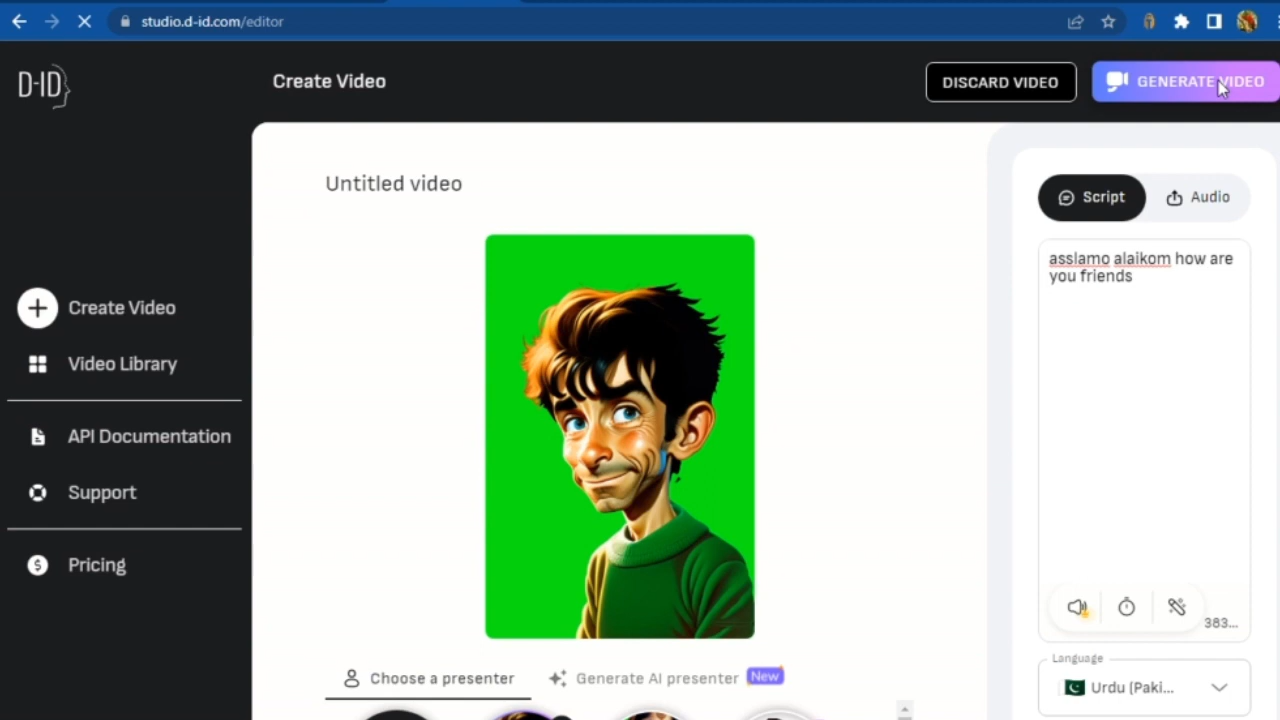 studio.d-id.com/editor
D-ID
Create Video
DISCARD VIDEO
GENERATE VIDEO
Untitled video
Script
Audio
asslamo alaikom how are
you friends
Create Video
Video Library
API Documentation
Support
Pricing
383...
Language
Urdu (Paki...
Choose a presenter
Generate AI presenter
New